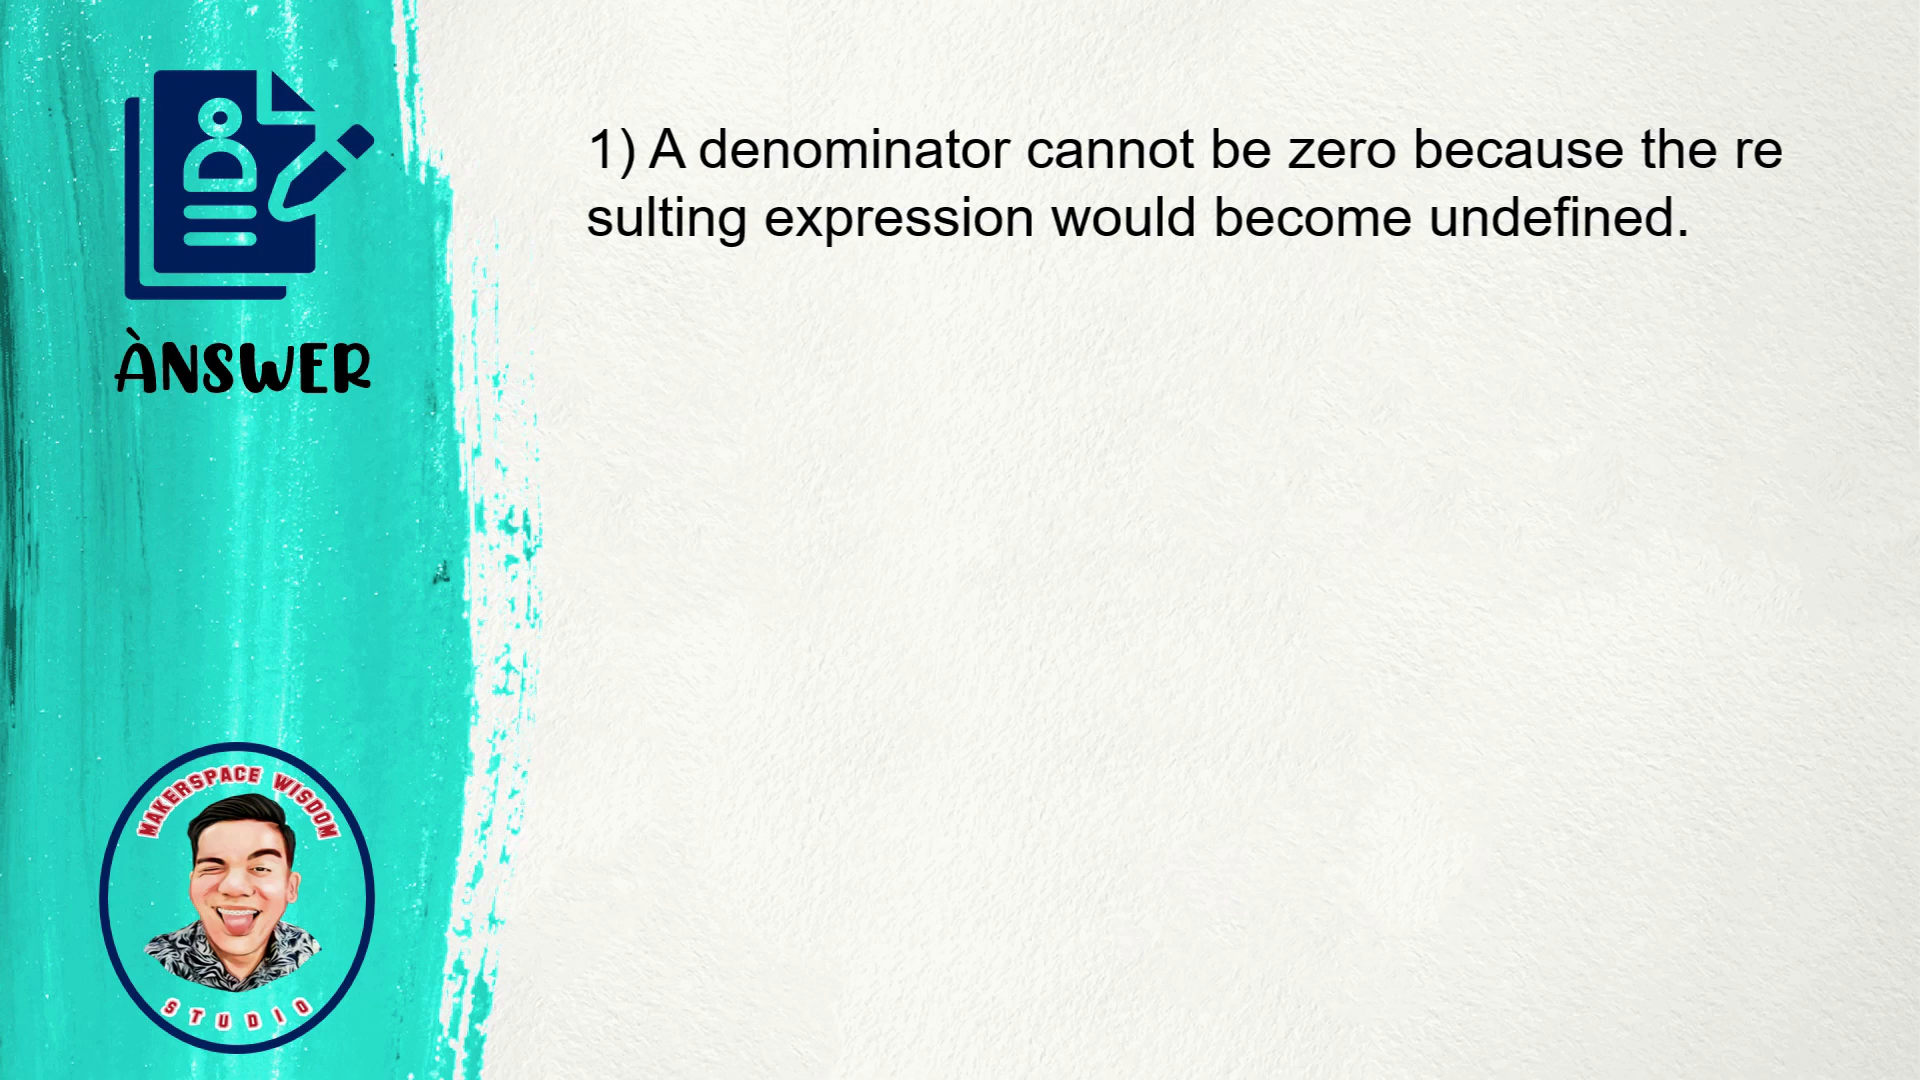 1) A denominator cannot be zero because the re
sulting expression would become undefined.
ÀNSWER
MAKERSPACE WISDOM
STUDIO